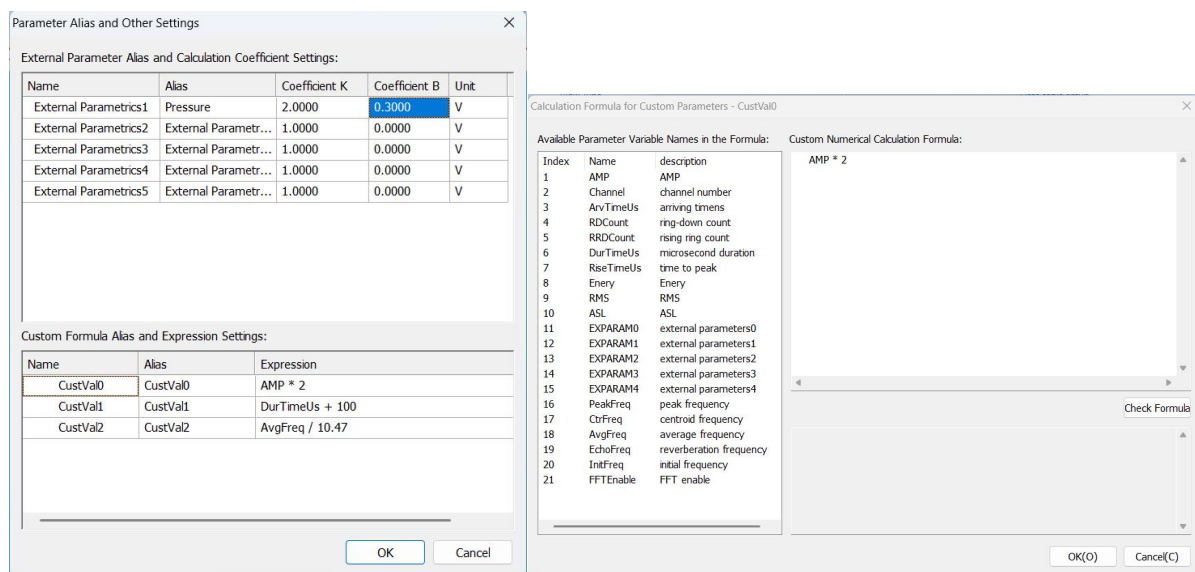 Parameter Alias and Other Settings
External Parameter Alias and Calculation Coefficient Settings:
Name Alias Coefficient K Coefficient B Unit
External Parametrics1 Pressure 2.0000 0.3000 V
External Parametrics2 External Parametr... 1.0000 0.0000 V
External Parametrics3 External Parametr... 1.0000 0.0000 V
External Parametrics4 External Parametr... 1.0000 0.0000 V
External Parametrics5 External Parametr... 1.0000 0.0000 V
Custom Formula Alias and Expression Settings:
Name Alias Expression
CustVal0 CustVal0 AMP * 2
CustVal1 CustVal1 DurTimeUs + 100
CustVal2 CustVal2 AvgFreq / 10.47
OK Cancel
Calculation Formula for Custom Parameters - CustVal0
Available Parameter Variable Names in the Formula:
Index Name description
1 AMP AMP
2 Channel channel number
3 ArvTimeUs arriving timens
4 RDCount ring-down count
5 RRDCount rising ring count
6 DurTimeUs microsecond duration
7 RiseTimeUs time to peak
8 Enery Enery
9 RMS RMS
10 ASL ASL
11 EXPARAM0 external parameters0
12 EXPARAM1 external parameters1
13 EXPARAM2 external parameters2
14 EXPARAM3 external parameters3
15 EXPARAM4 external parameters4
16 PeakFreq peak frequency
17 CtrFreq centroid frequency
18 AvgFreq average frequency
19 EchoFreq reverberation frequency
20 InitFreq initial frequency
21 FFTEnable FFT enable
Custom Numerical Calculation Formula:
AMP * 2
Check Formula
OK(O) Cancel(C)